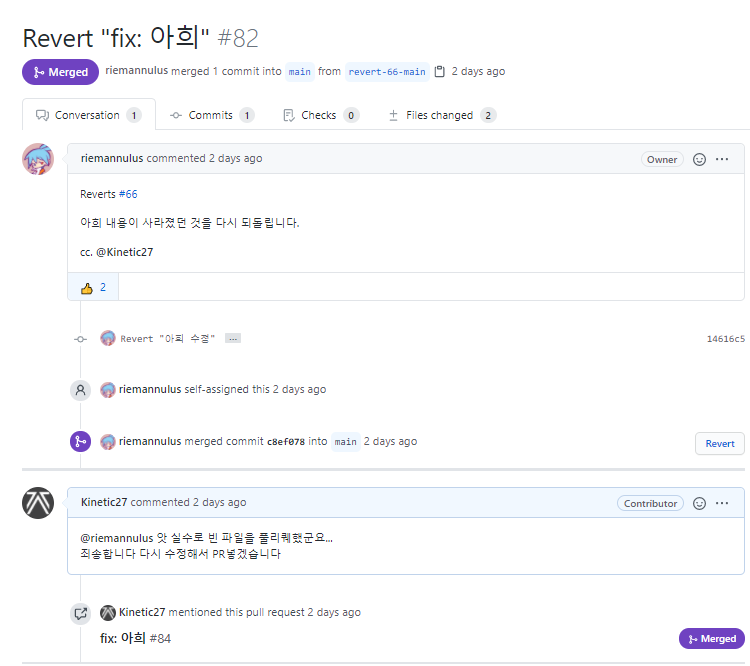 Revert "fix: 아희" #82
Merged riemannulus merged 1 commit into main from revert-66-main 2 days ago
Conversation 1 Commits 1 Checks 0 Files changed 2
riemannulus commented 2 days ago Owner ...
Reverts #66
아희 내용이 사라졌던 것을 다시 되돌립니다.
cc. @Kinetic27
👍 2
Revert "아희 수정" ... 14616c5
riemannulus self-assigned this 2 days ago
riemannulus merged commit c8ef078 into main 2 days ago
Revert
Kinetic27 commented 2 days ago Contributor ...
@riemannulus 앗 실수로 빈 파일을 풀리퀘했군요...
죄송합니다 다시 수정해서 PR넣겠습니다
Kinetic27 mentioned this pull request 2 days ago
fix: 아희 #84 Merged